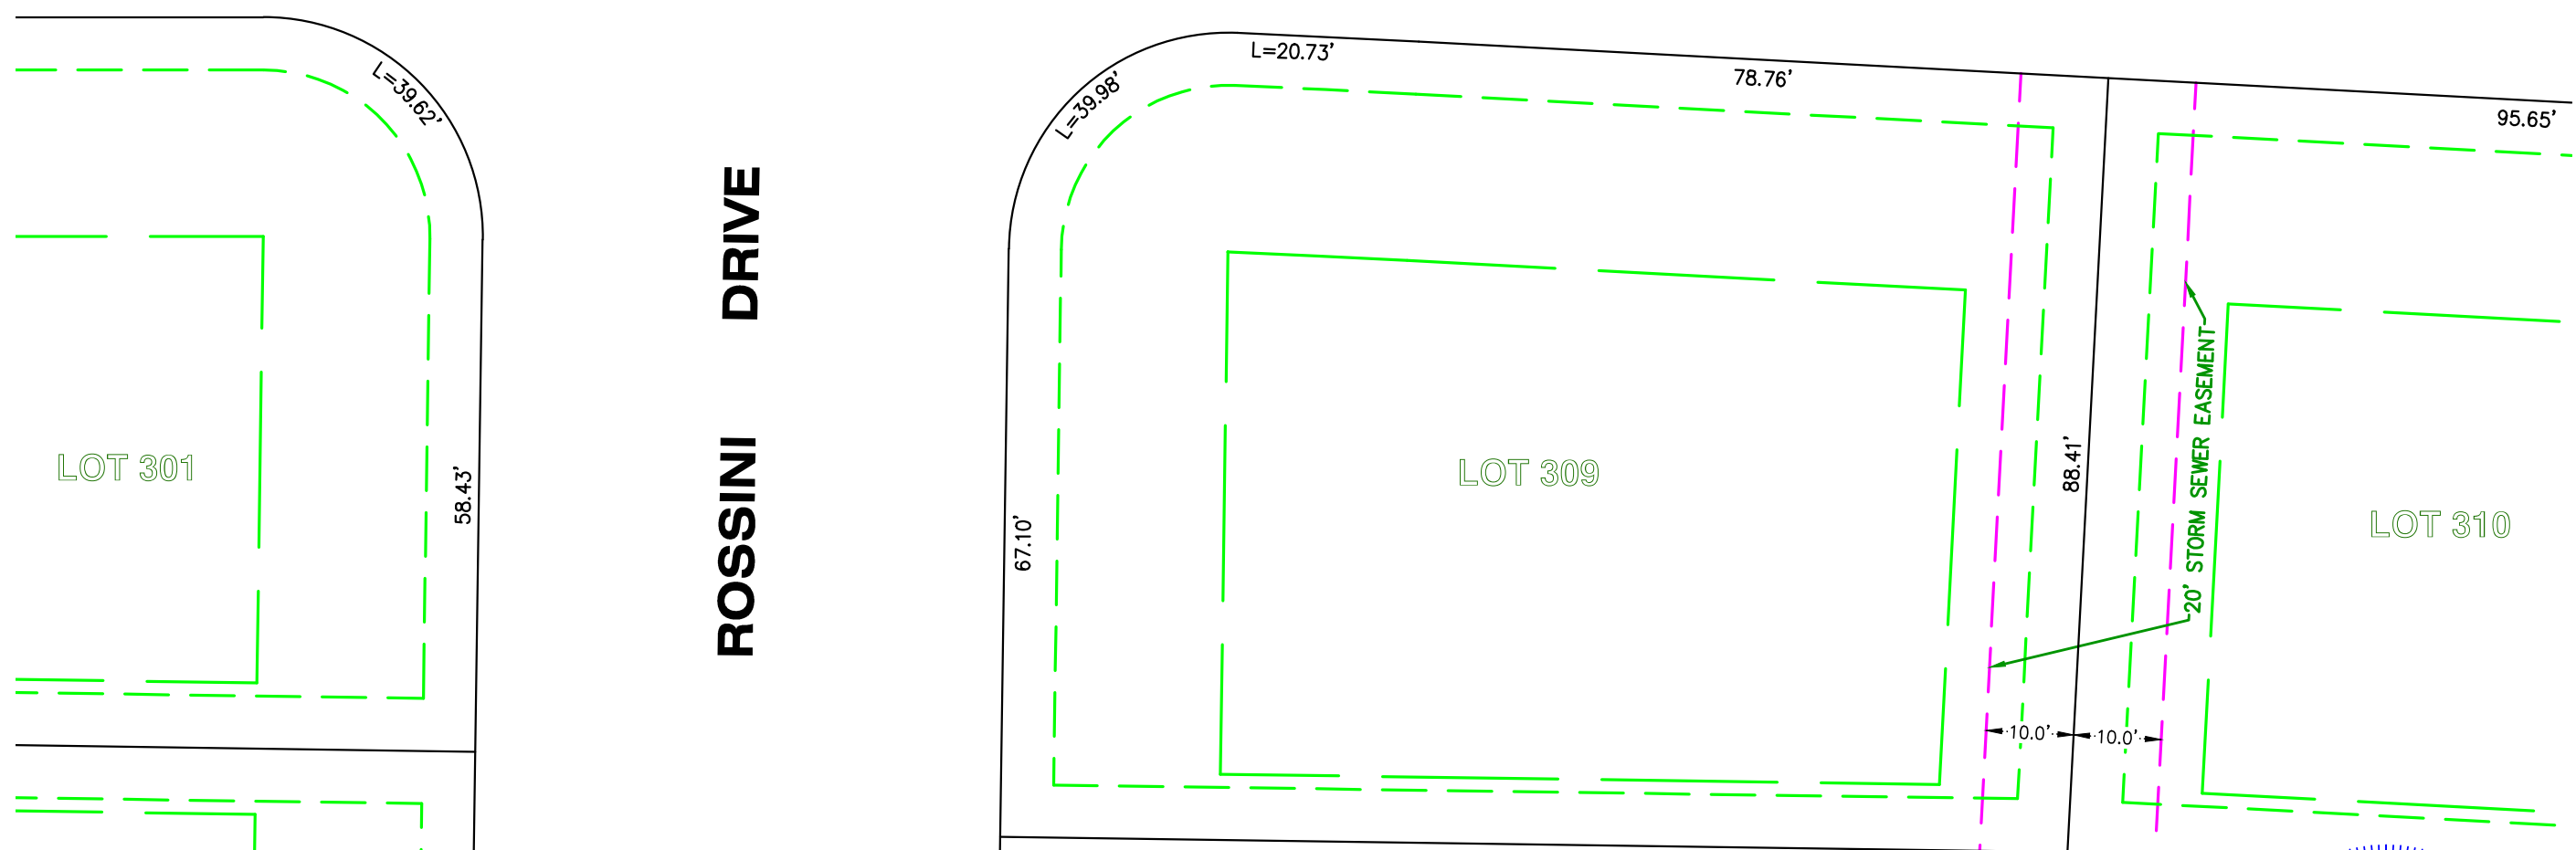 L=39.62'
L=20.73'
L=39.98'
78.76'
95.65'
ROSSINI DRIVE
LOT 301
58.43'
67.10'
LOT 309
88.41'
20' STORM SEWER EASEMENT
LOT 310
10.0'
10.0'